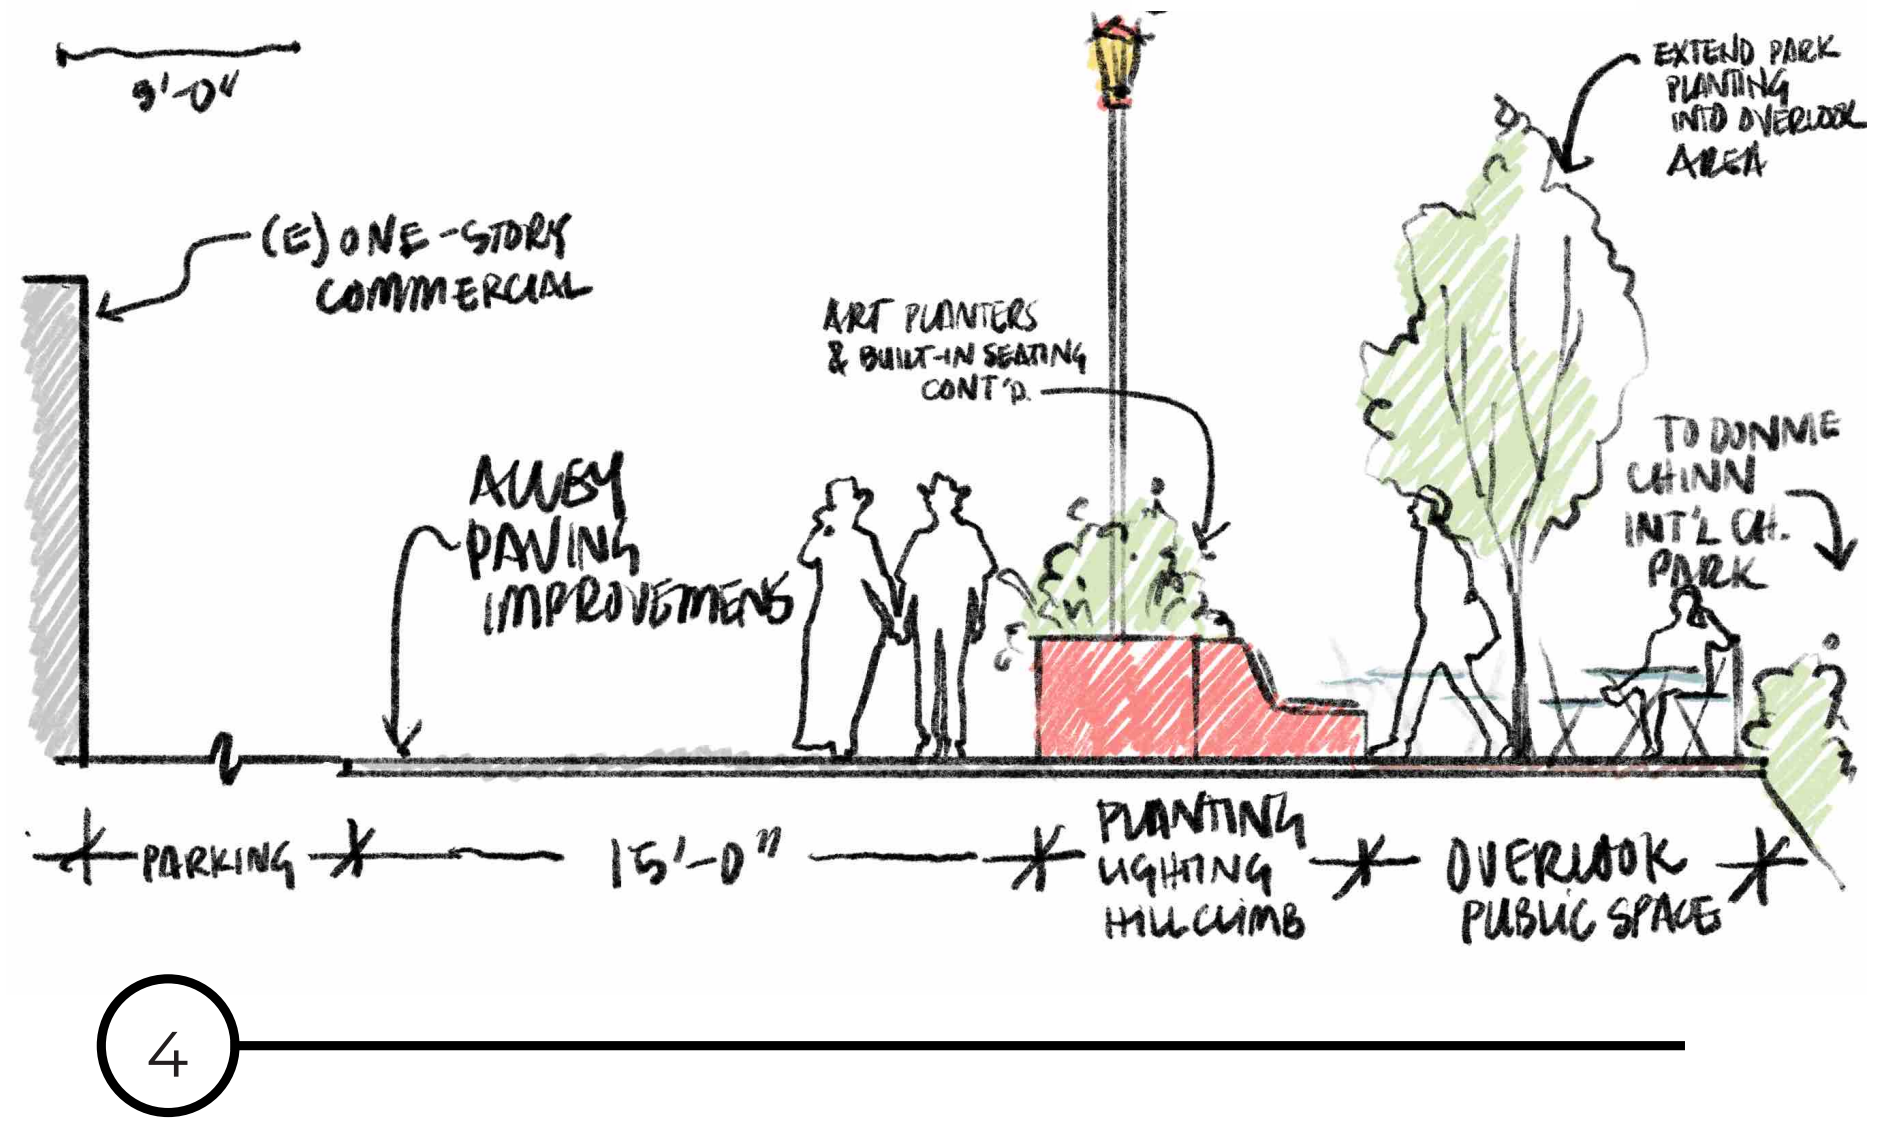 5'-0"
EXTEND PARK
PLANTING
INTO OVERLOOK
AREA
(E) ONE-STORY
COMMERCIAL
ART PLANTERS
& BUILT-IN SEATING
CONT'D.
TO DONNIE
CHINN
INT'L CH.
PARK
ALLEY
PAVING
IMPROVEMENTS
PARKING
15'-0"
PLANTING
LIGHTING
HILLCLIMB
OVERLOOK
PUBLIC SPACE
4